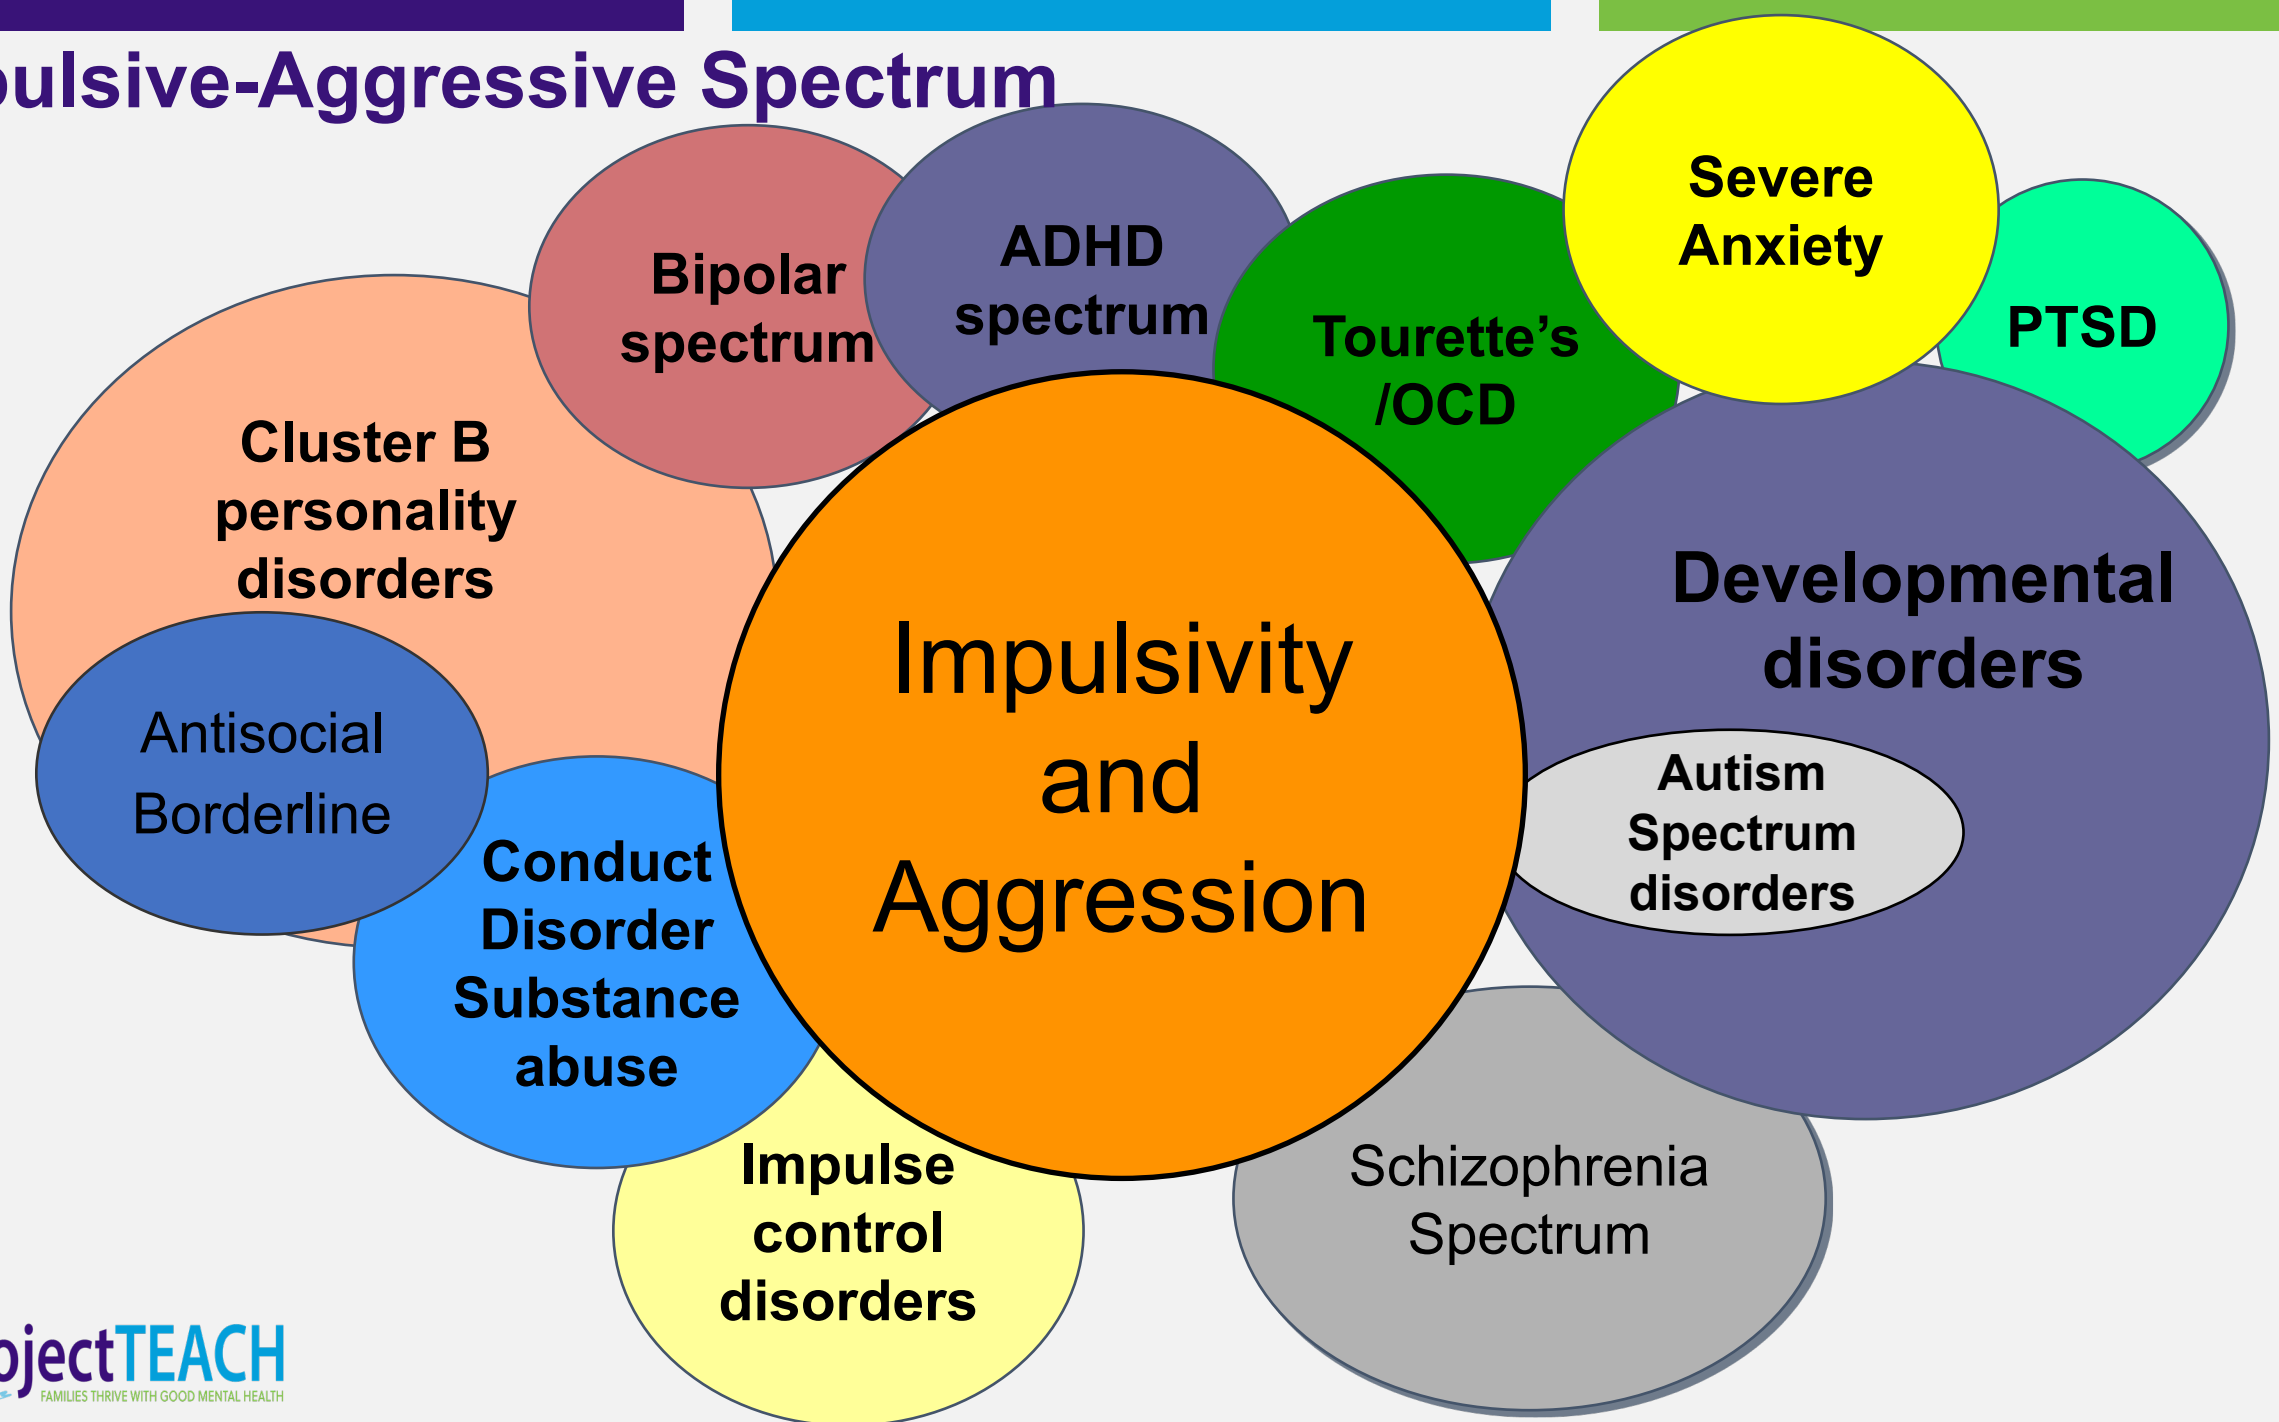 pulsive-Aggressive Spectrum
Severe
Anxiety
ADHD
spectrum
Bipolar
spectrum
PTSD
Tourette’s
/OCD
Cluster B
personality
disorders
Developmental
disorders
Impulsivity
and
Aggression
Antisocial
Borderline
Autism
Spectrum
disorders
Conduct
Disorder
Substance
abuse
Impulse
control
disorders
Schizophrenia
Spectrum
ojectTEACH
FAMILIES THRIVE WITH GOOD MENTAL HEALTH